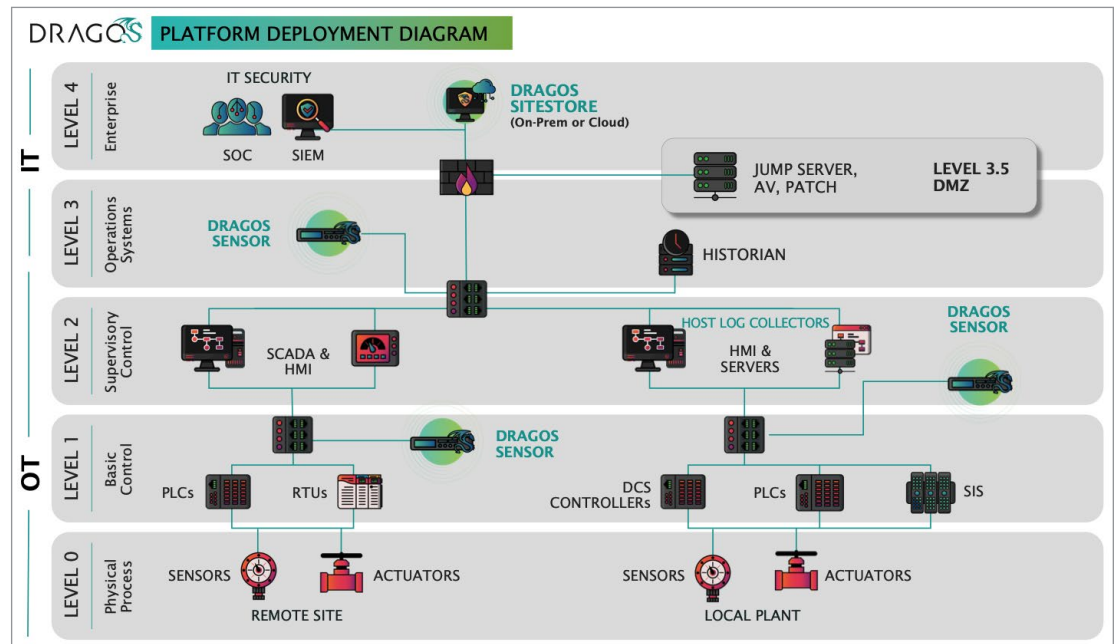 DRAGOS
PLATFORM DEPLOYMENT DIAGRAM
IT
OT
LEVEL 4
Enterprise
IT SECURITY
SOC
SIEM
DRAGOS
SITESTORE
(On-Prem or Cloud)
JUMP SERVER,
AV, PATCH
LEVEL 3.5
DMZ
LEVEL 3
Operations
Systems
DRAGOS
SENSOR
HISTORIAN
LEVEL 2
Supervisory
Control
SCADA &
HMI
HOST LOG COLLECTORS
HMI &
SERVERS
DRAGOS
SENSOR
LEVEL 1
Basic
Control
DRAGOS
SENSOR
PLCs
RTUs
DCS
CONTROLLERs
PLCs
SIS
LEVEL 0
Physical
Process
SENSORS
ACTUATORS
REMOTE SITE
SENSORS
ACTUATORS
LOCAL PLANT